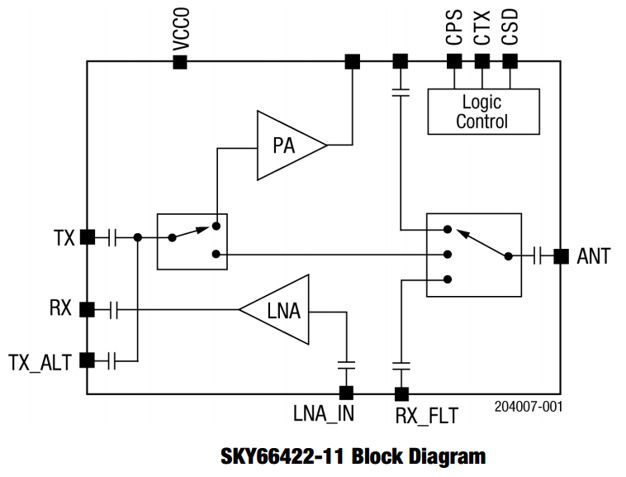 VCC0
CPS
CTX
CSD
Logic
Control
PA
TX
ANT
RX
LNA
TX_ALT
LNA_IN
RX_FLT
204007-001
SKY66422-11 Block Diagram